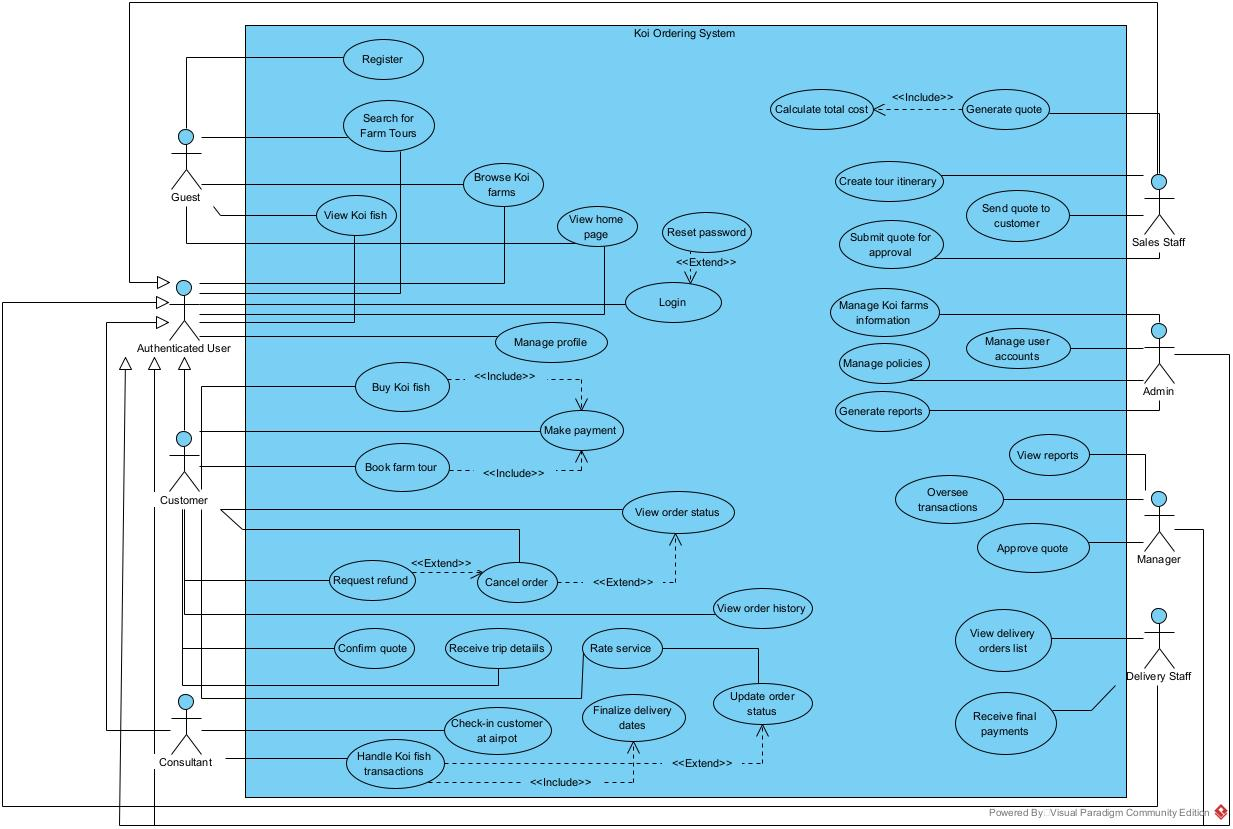 Koi Ordering System
Register
Search for
Farm Tours
Calculate total cost
<<Include>>
Generate quote
Guest
Browse Koi
farms
View Koi fish
View home
page
Reset password
<<Extend>>
Login
Create tour itinerary
Send quote to
customer
Submit quote for
approval
Sales Staff
Authenticated User
Manage profile
Manage Koi farms
information
Manage user
accounts
Manage policies
Generate reports
Admin
Buy Koi fish
<<Include>>
Make payment
Book farm tour
<<Include>>
Customer
View order status
View reports
Oversee
transactions
Approve quote
Manager
Request refund
<<Extend>>
Cancel order
<<Extend>>
View order history
Confirm quote
Receive trip detaiils
Rate service
View delivery
orders list
Delivery Staff
Finalize delivery
dates
Update order
status
Receive final
payments
Check-in customer
at airpot
Consultant
Handle Koi fish
transactions
<<Extend>>
<<Include>>
Powered By Visual Paradigm Community Edition